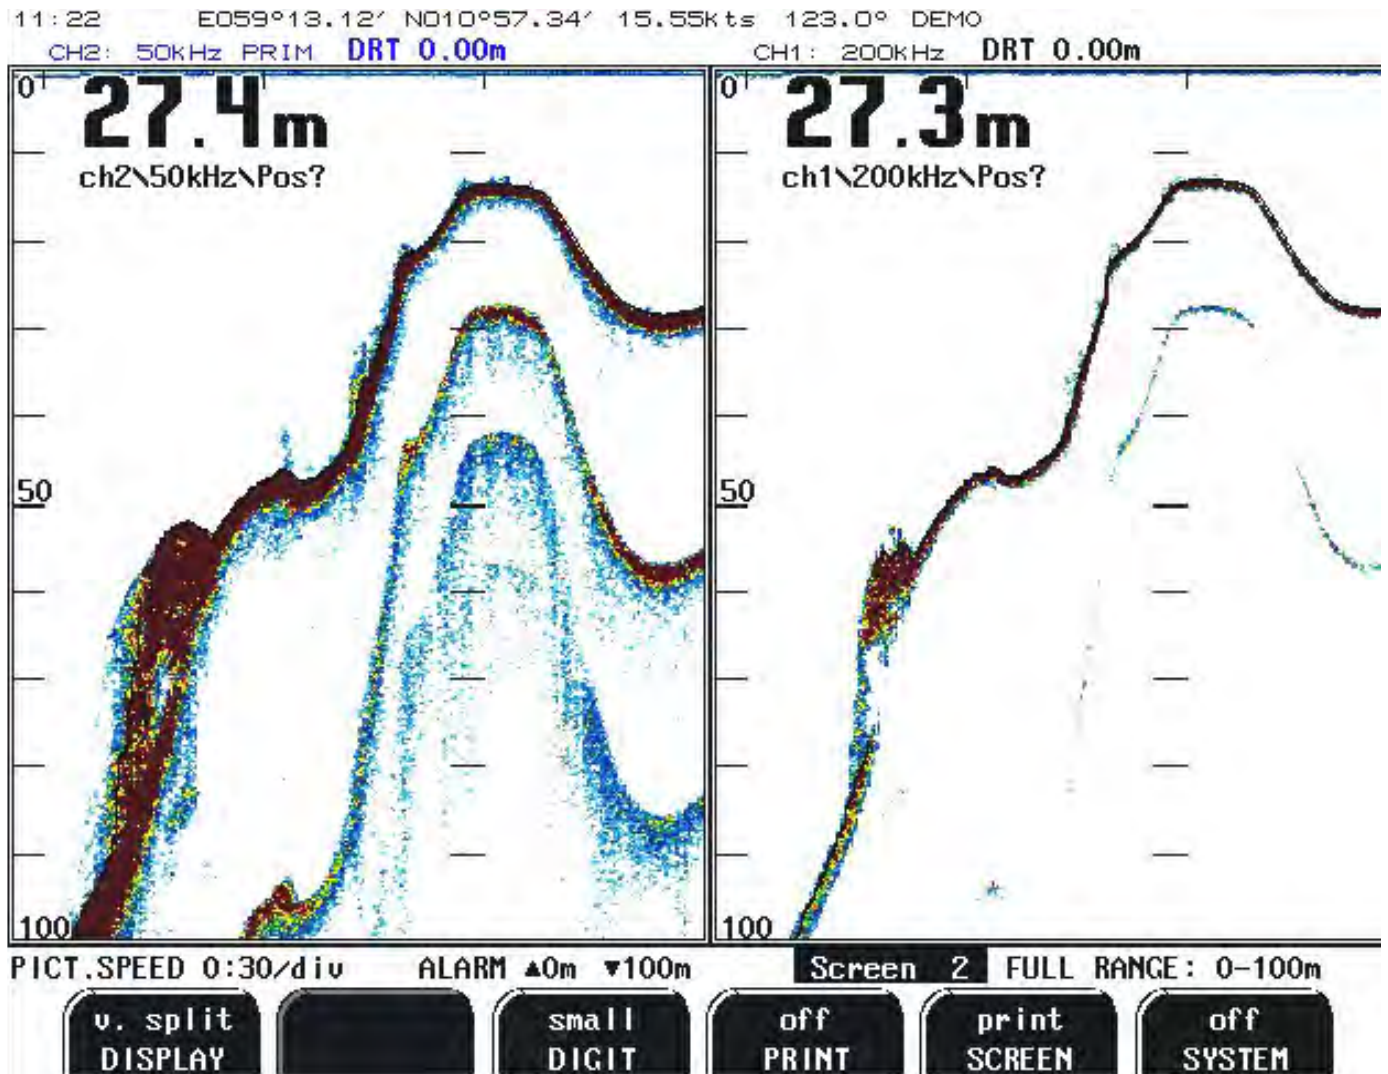 11:22 E059°13.12′ N010°57.34′ 15.55kts 123.0° DEMO
CH2: 50kHz PRIM DRT 0.00m CH1: 200kHz DRT 0.00m
0
27.4m
ch2\50kHz\Pos?
50
100
0
27.3m
ch1\200kHz\Pos?
50
100
PICT.SPEED 0:30/div ALARM ▲0m ▼100m Screen 2 FULL RANGE: 0-100m
v. split
DISPLAY
small
DIGIT
off
PRINT
print
SCREEN
off
SYSTEM